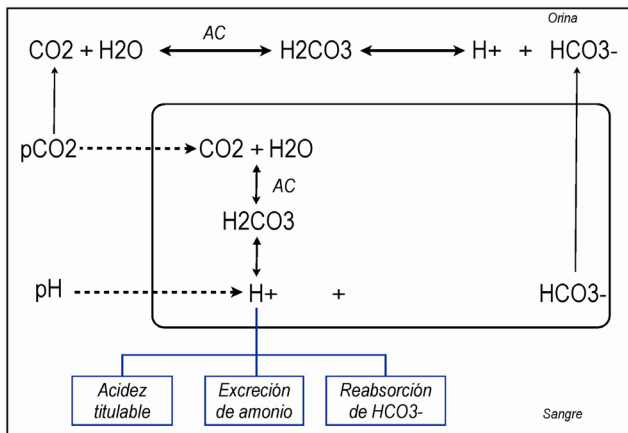 Orina
AC
CO2 + H2O H2CO3 H+ + HCO3-
pCO2 CO2 + H2O
AC
H2CO3
pH H+ + HCO3-
Acidez Excreción Reabsorción
titulable de amonio de HCO3-
Sangre